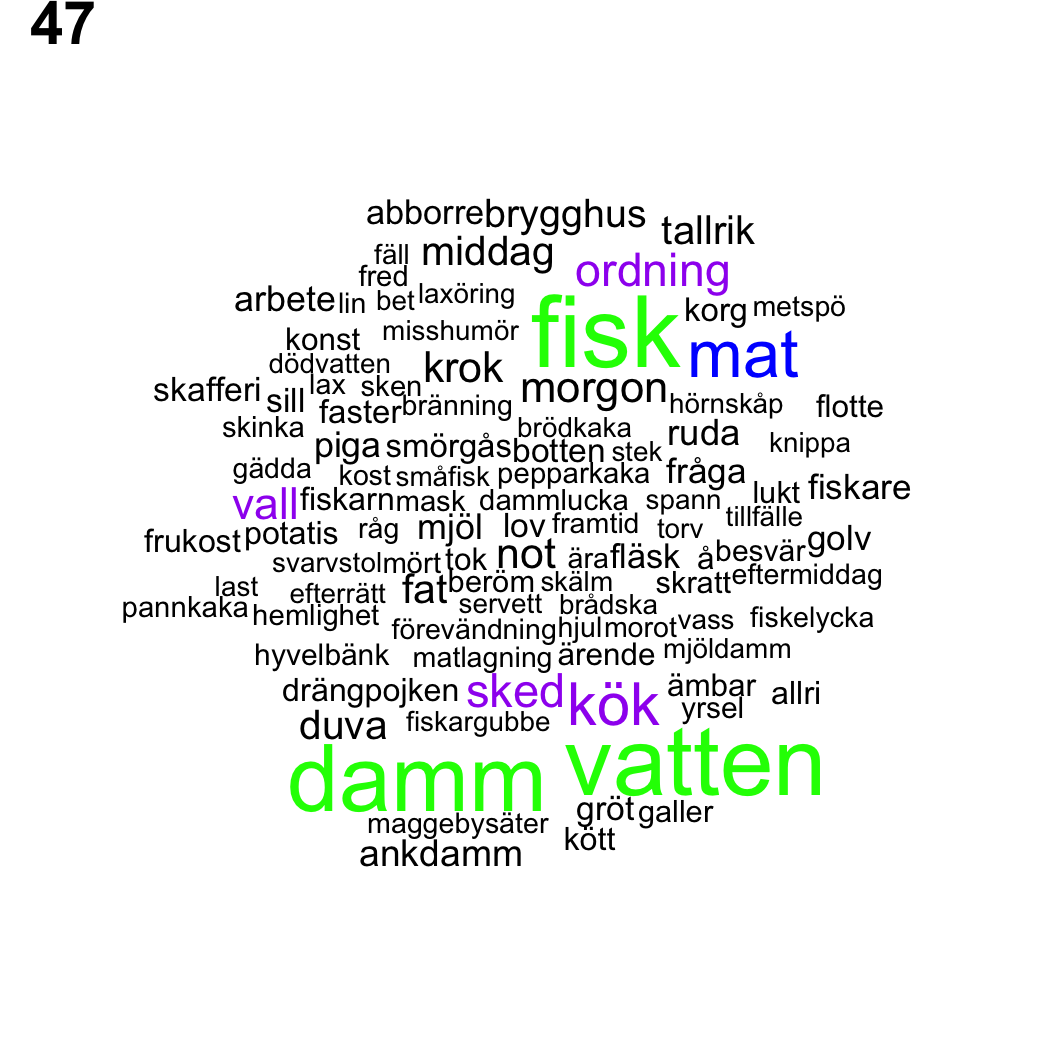 47
abborre brygghus tallrik
fäll middag ordning
fred
arbete lin bet laxöring fisk korg metspö
konst misshumör mat
dödvatten krok
skafferi sill lax sken morgon
faster bränning hörnskåp flotte
skinka brödkaka ruda knippa
piga smörgås botten stek
gädda kost småfisk pepparkaka fråga
vall fiskarn mask dammlucka spann lukt fiskare
frukost potatis råg mjöl lov framtid torv tillfälle golv
svarvstol mört tok not ära fläsk å besvär
last efterrätt fat beröm skälm skratt eftermiddag
pannkaka hemlighet servett brådska
förevändning hjul morot vass fiskelycka
hyvelbänk matlagning ärende mjöldamm
drängpojken sked kök ämbar allri
duva fiskargubbe yrsel
damm vatten
maggebysäter gröt galler
ankdamm kött